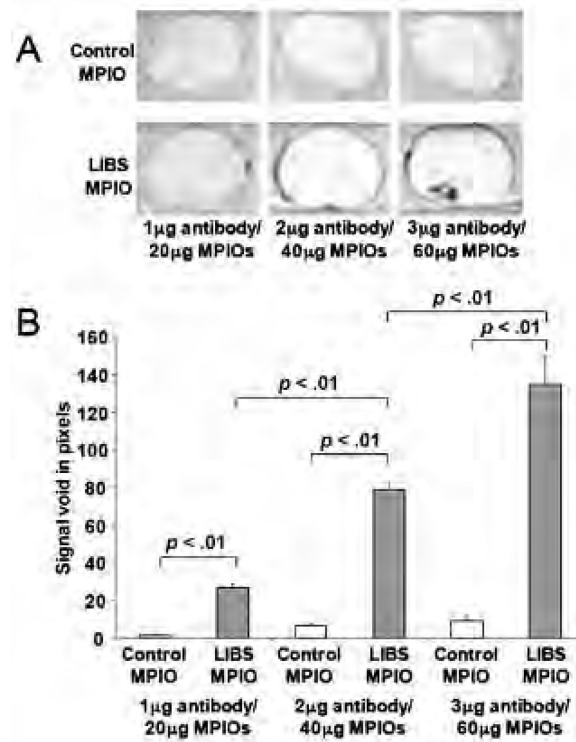 A
Control
MPIO
LIBS
MPIO
1µg antibody/
20µg MPIOs
2µg antibody/
40µg MPIOs
3µg antibody/
60µg MPIOs
B
Signal void in pixels
160
140
120
100
80
60
40
20
0
p < .01
p < .01
p < .01
p < .01
p < .01
Control
MPIO
LIBS
MPIO
Control
MPIO
LIBS
MPIO
Control
MPIO
LIBS
MPIO
1µg antibody/
20µg MPIOs
2µg antibody/
40µg MPIOs
3µg antibody/
60µg MPIOs